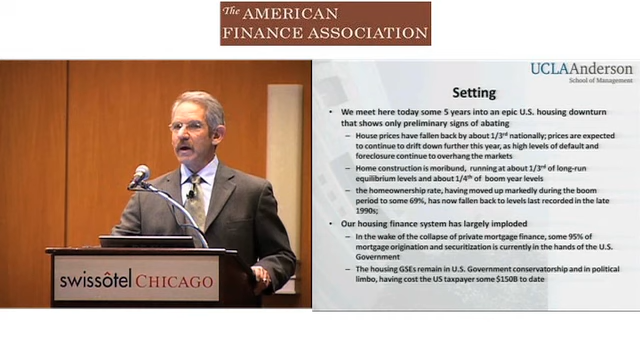 The AMERICAN
FINANCE ASSOCIATION
UCLAAnderson
School of Management
Setting
• We meet here today some 5 years into an epic U.S. housing downturn
that shows only preliminary signs of abating
– House prices have fallen back by about 1/3rd nationally; prices are expected
to continue to drift down further this year, as high levels of default and
foreclosure continue to overhang the markets
– Home construction is moribund, running at about 1/3rd of long-run
equilibrium levels and about 1/4th of boom year levels
– the homeownership rate, having moved up markedly during the boom
period to some 69%, has now fallen back to levels last recorded in the late
1990s;
• Our housing finance system has largely imploded
– In the wake of the collapse of private mortgage finance, some 95% of
mortgage origination and securitization is currently in the hands of the U.S.
Government
– The housing GSEs remain in U.S. Government conservatorship and in political
limbo, having cost the US taxpayer some $150B to date
swissôtel CHICAGO